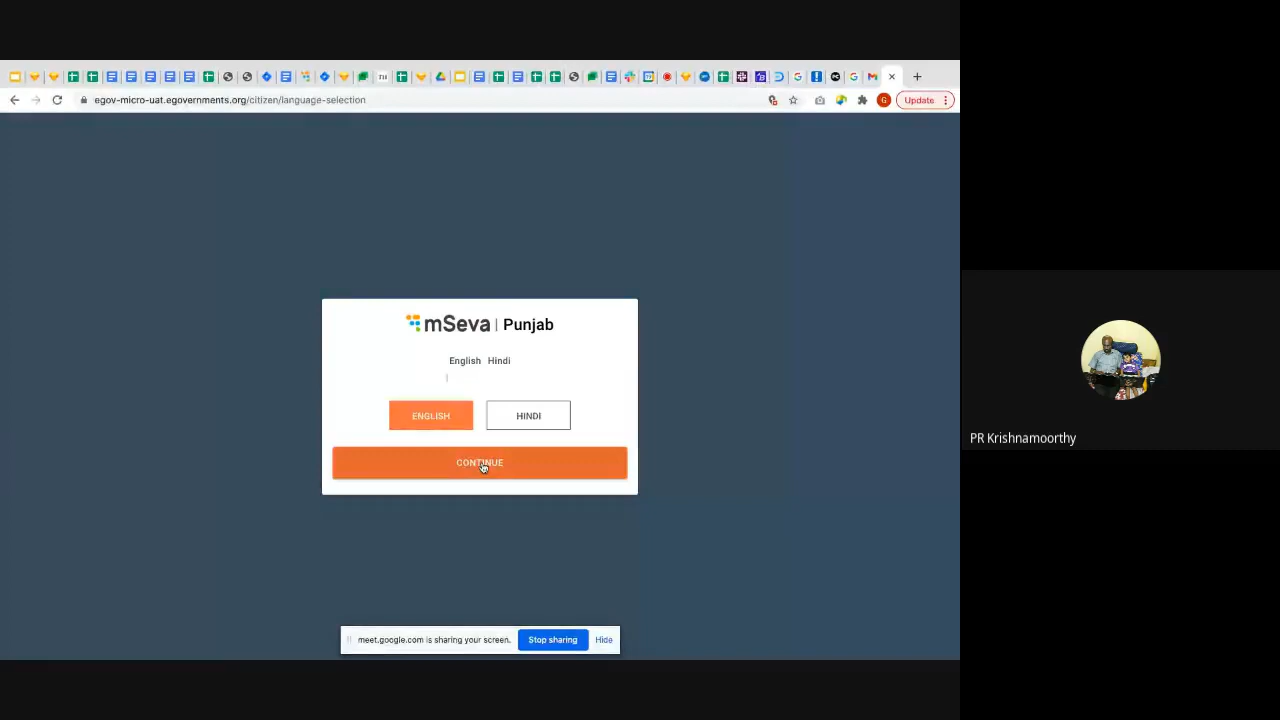 egov-micro-uat.egovernments.org/citizen/language-selection
Update
mSeva | Punjab
English Hindi
ENGLISH
HINDI
CONTINUE
PR Krishnamoorthy
meet.google.com is sharing your screen.
Stop sharing
Hide